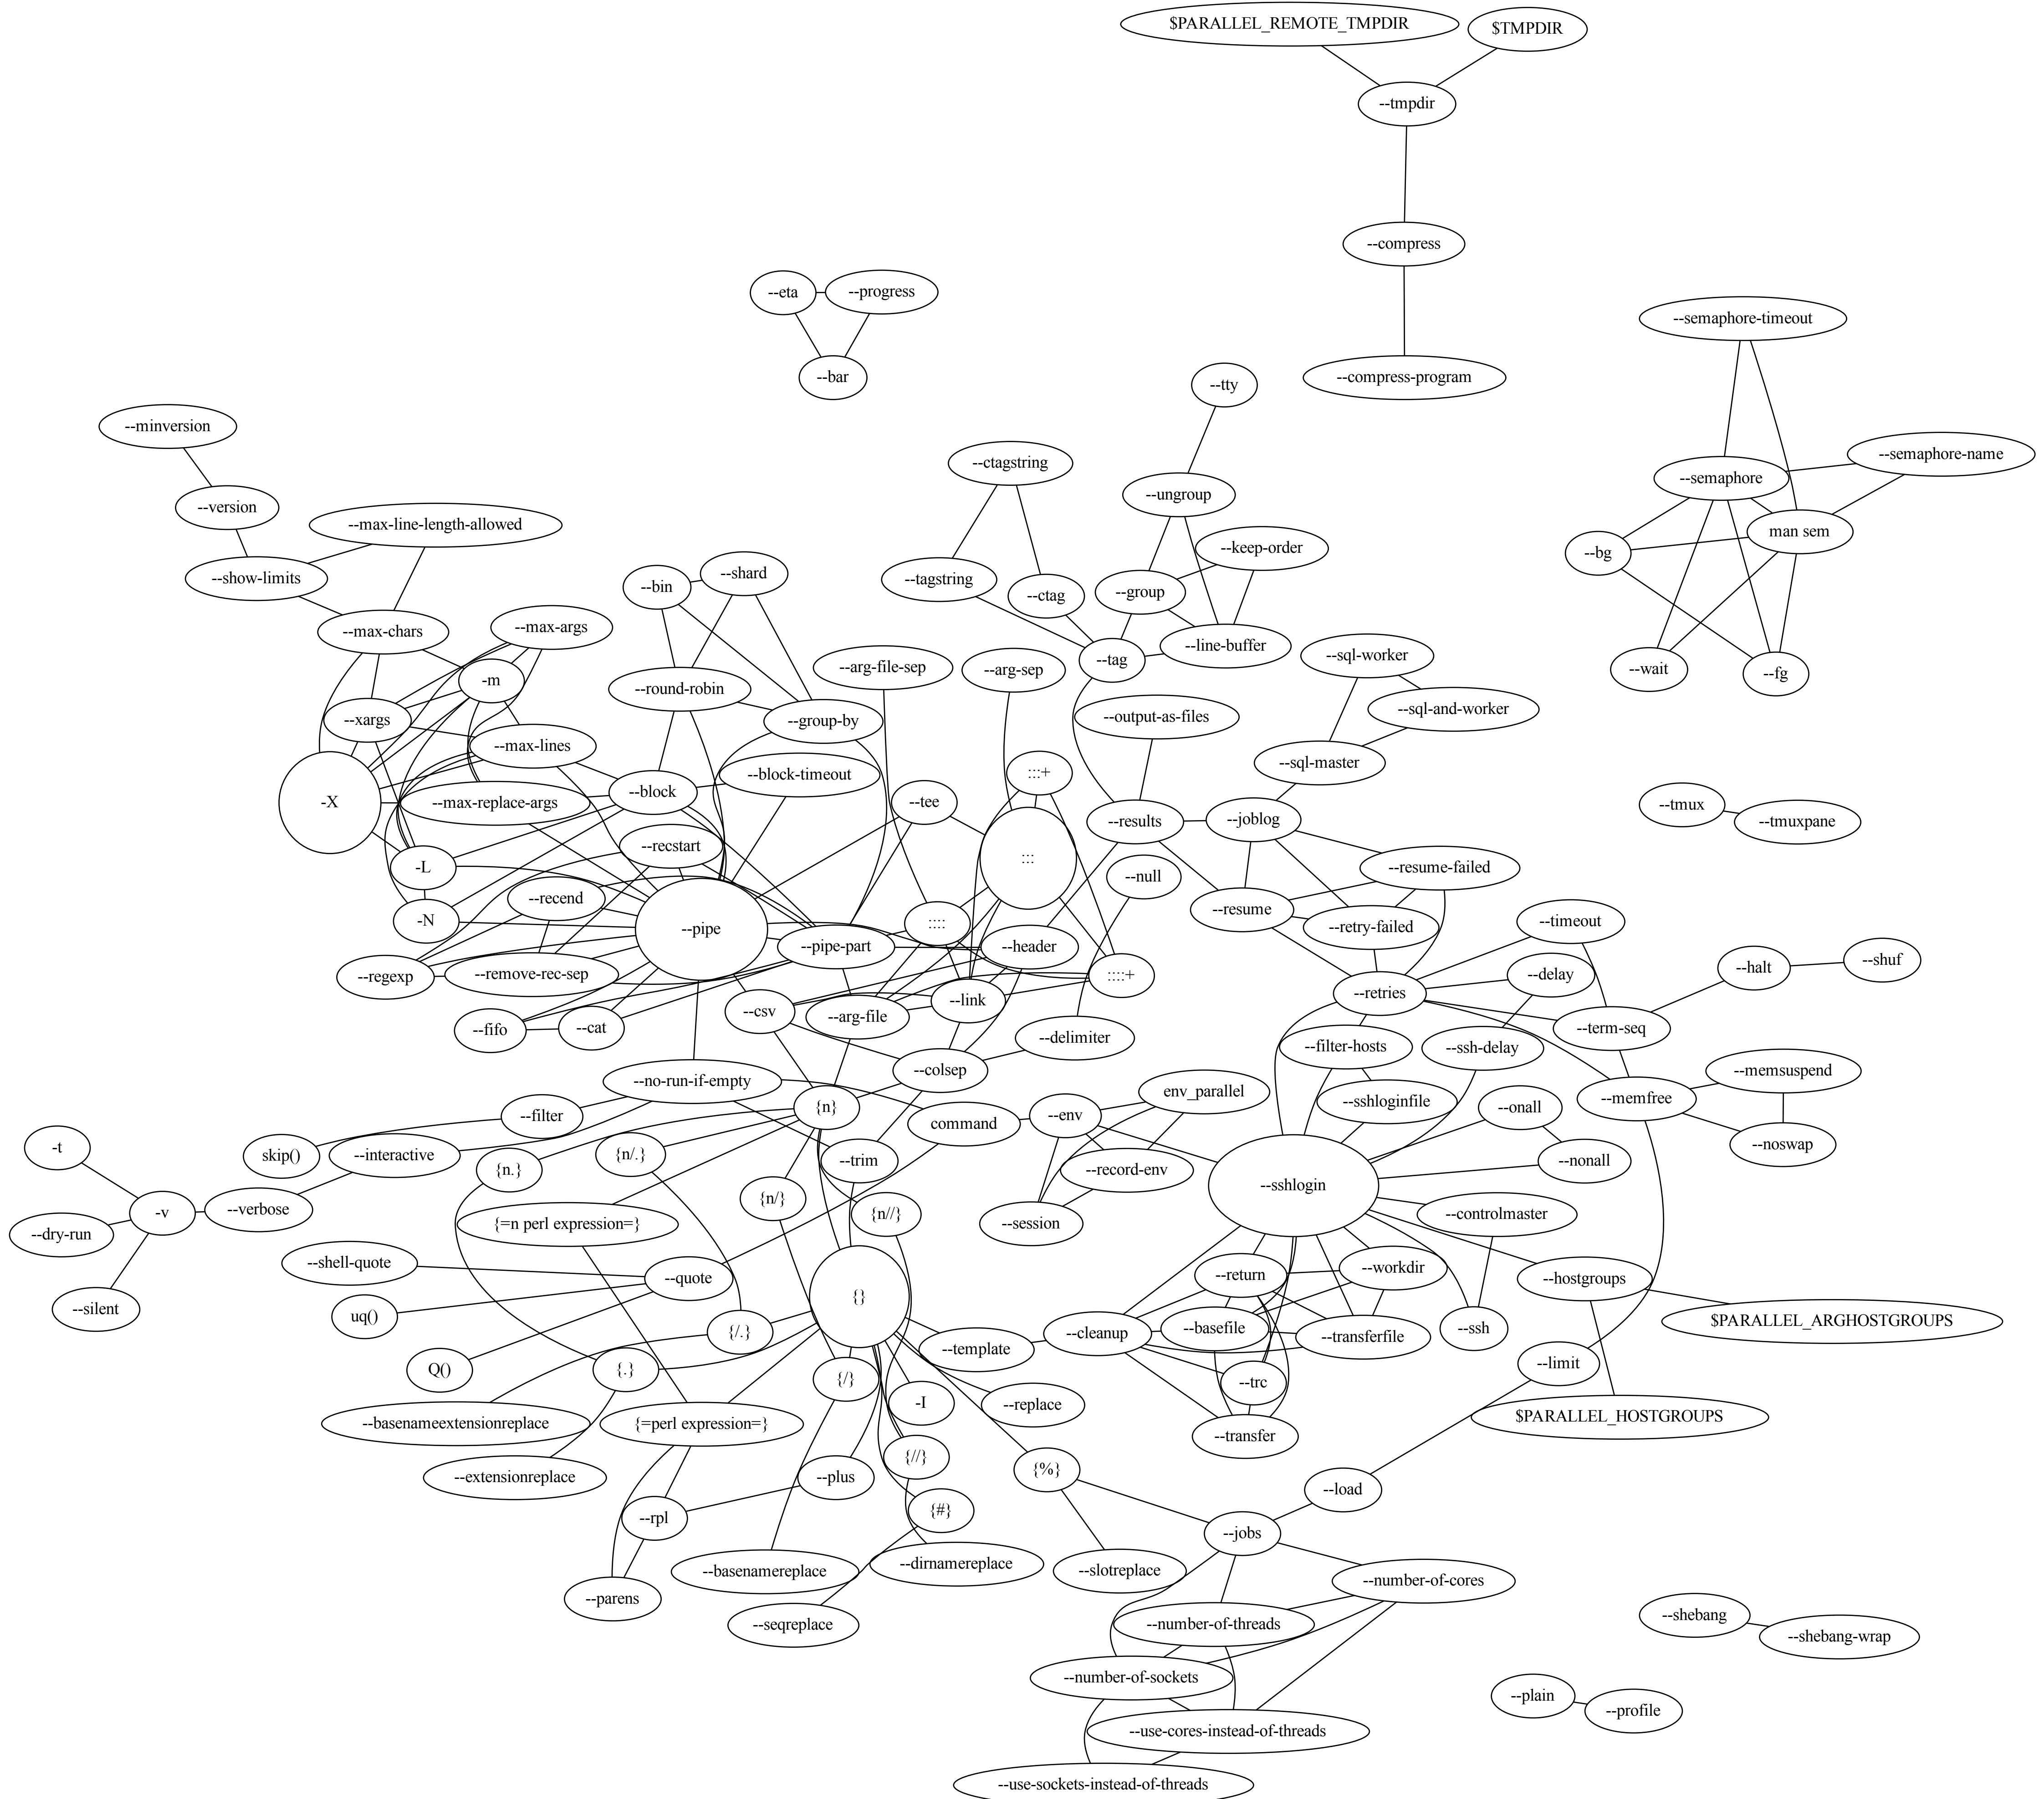 $PARALLEL_REMOTE_TMPDIR
$TMPDIR
--tmpdir
--compress
--eta
--progress
--semaphore-timeout
--bar
--compress-program
--tty
--minversion
--ctagstring
--semaphore-name
--semaphore
--ungroup
--version
--max-line-length-allowed
man sem
--keep-order
--bg
--show-limits
--bin
--shard
--tagstring
--ctag
--group
--max-args
--max-chars
--line-buffer
--sql-worker
--tag
--arg-file-sep
--arg-sep
--wait
--fg
-m
--round-robin
--sql-and-worker
--xargs
--group-by
--output-as-files
--max-lines
--sql-master
--block-timeout
:::+
--block
-X
--max-replace-args
--tee
--tmux
--results
--joblog
--tmuxpane
--recstart
:::
-L
--resume-failed
--null
--recend
--resume
-N
--pipe
::::
--retry-failed
--timeout
--pipe-part
--header
--shuf
--halt
--regexp
--remove-rec-sep
::::+
--delay
--retries
--link
--csv
--arg-file
--fifo
--cat
--term-seq
--delimiter
--filter-hosts
--ssh-delay
--colsep
--memsuspend
--no-run-if-empty
env_parallel
--sshloginfile
--memfree
{n}
--onall
--filter
--env
command
--noswap
-t
skip()
--interactive
{n/.}
--trim
--nonall
{n.}
--record-env
--sshlogin
{n/}
--verbose
-v
{n//}
--controlmaster
{=n perl expression=}
--session
--dry-run
--shell-quote
--workdir
--return
--quote
--hostgroups
{}
--silent
uq()
$PARALLEL_ARGHOSTGROUPS
--basefile
--ssh
{/.}
--cleanup
--transferfile
--template
--limit
Q()
{.}
{/}
--trc
-I
--replace
$PARALLEL_HOSTGROUPS
--basenameextensionreplace
{=perl expression=}
--transfer
{//}
{%}
--extensionreplace
--plus
--load
{#}
--rpl
--jobs
--dirnamereplace
--basenamereplace
--slotreplace
--number-of-cores
--parens
--shebang
--seqreplace
--number-of-threads
--shebang-wrap
--number-of-sockets
--plain
--profile
--use-cores-instead-of-threads
--use-sockets-instead-of-threads